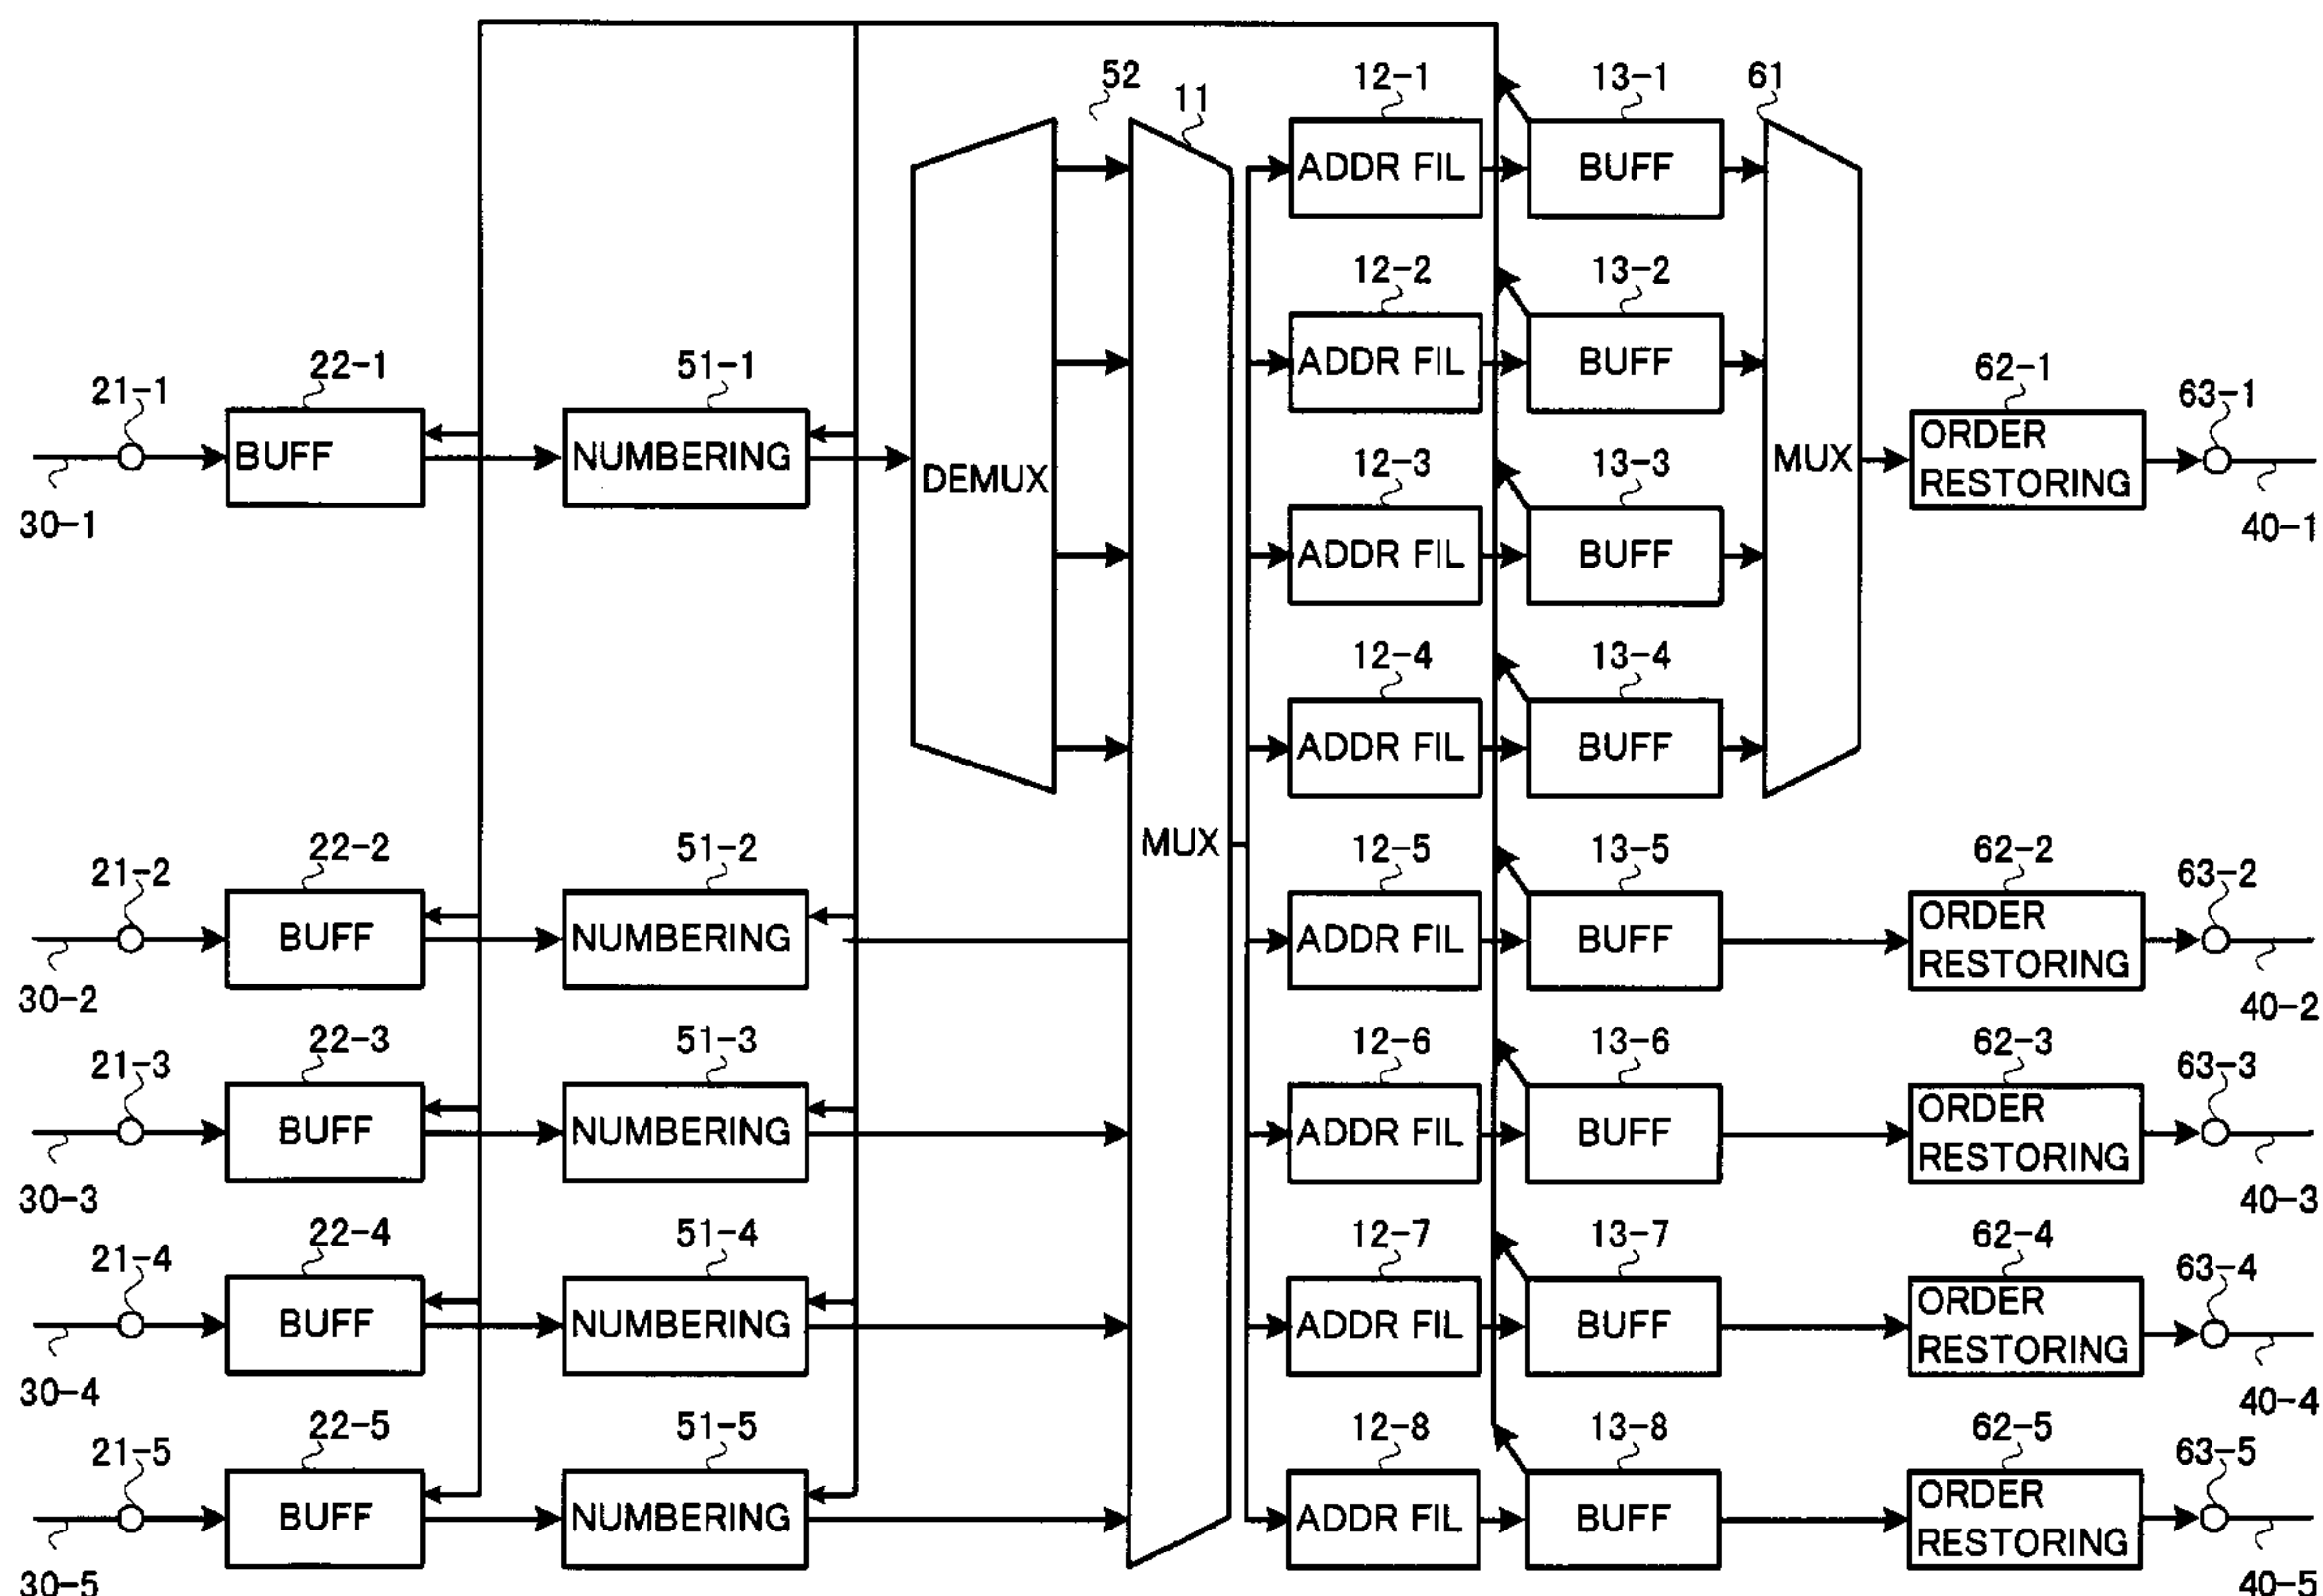 52
11
12-1
13-1
61
ADDR FIL
BUFF
12-2
13-2
ADDR FIL
BUFF
21-1
22-1
51-1
62-1
63-1
BUFF
NUMBERING
DEMUX
12-3
13-3
ADDR FIL
BUFF
MUX
ORDER
RESTORING
30-1
40-1
12-4
13-4
ADDR FIL
BUFF
MUX
21-2
22-2
51-2
12-5
13-5
62-2
63-2
BUFF
NUMBERING
ADDR FIL
BUFF
ORDER
RESTORING
30-2
40-2
21-3
22-3
51-3
12-6
13-6
62-3
63-3
BUFF
NUMBERING
ADDR FIL
BUFF
ORDER
RESTORING
30-3
40-3
21-4
22-4
51-4
12-7
13-7
62-4
63-4
BUFF
NUMBERING
ADDR FIL
BUFF
ORDER
RESTORING
30-4
40-4
21-5
22-5
51-5
12-8
13-8
62-5
63-5
BUFF
NUMBERING
ADDR FIL
BUFF
ORDER
RESTORING
30-5
40-5